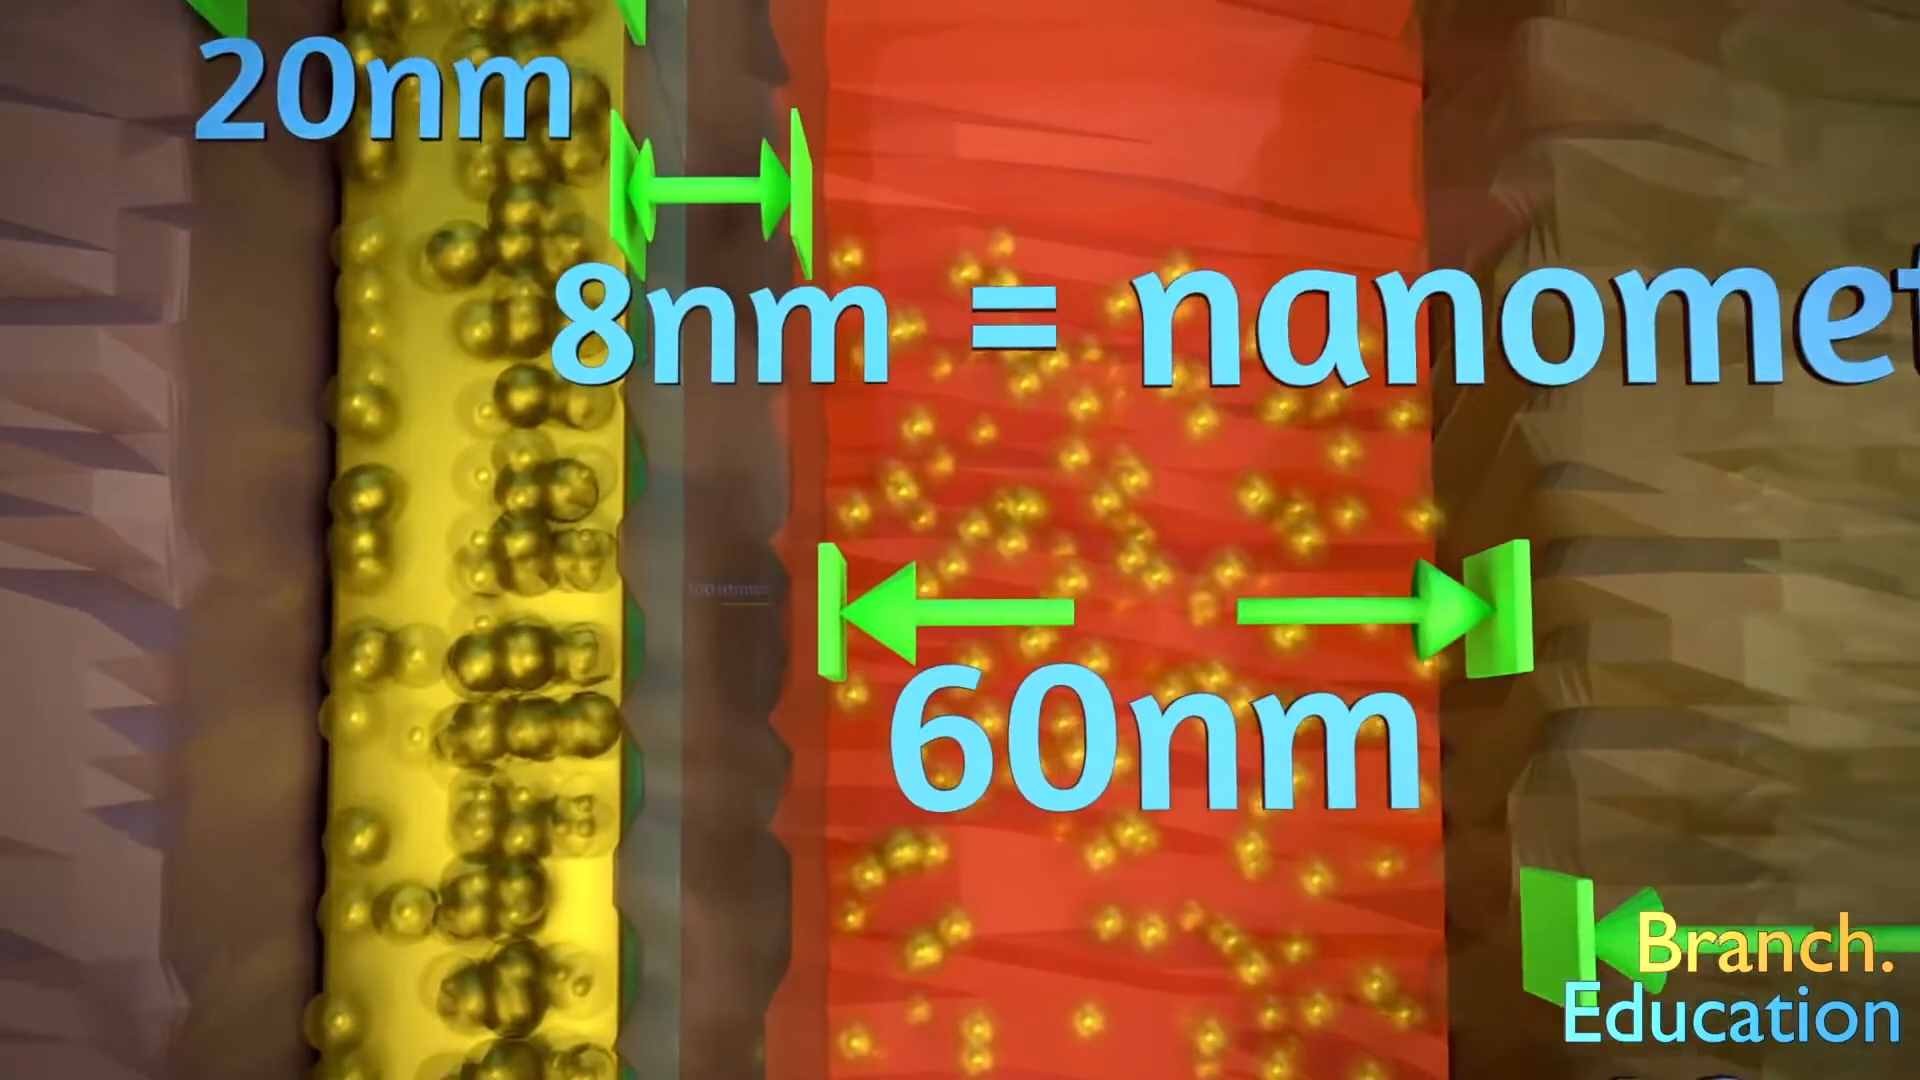 20nm
8nm = nanomet
60nm
Branch.
Education